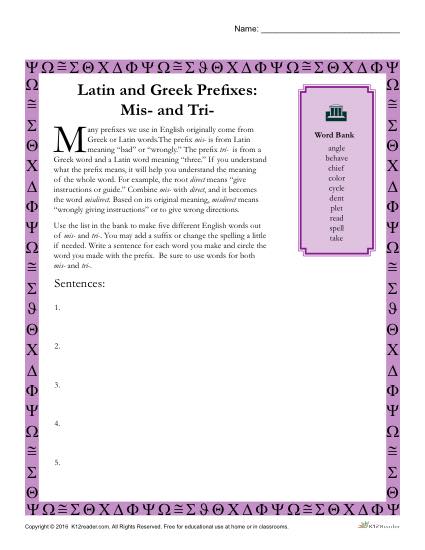 Name:
ΨΩ≅ΣΘΧΔΦΨΩ≅ΣϑΘΧΔΦΨΩ≅ΣΘΧΔΦΨ
Latin and Greek Prefixes:
Mis- and Tri-
Many prefixes we use in English originally come from
Greek or Latin words.The prefix mis- is from Latin
meaning "bad" or "wrongly." The prefix tri- is from a
Greek word and a Latin word meaning "three." If you understand
what the prefix means, it will help you understand the meaning
of the whole word. For example, the root direct means "give
instructions or guide." Combine mis- with direct, and it becomes
the word misdirect. Based on its original meaning, misdirect means
"wrongly giving instructions" or to give wrong directions.
Use the list in the bank to make five different English words out
of mis- and tri-. You may add a suffix or change the spelling a little
if needed. Write a sentence for each word you make and circle the
word you made with the prefix. Be sure to use words for both
mis- and tri-.
Word Bank
angle
behave
chief
color
cycle
dent
plet
read
spell
take
Sentences:
1.
2.
3.
4.
5.
Copyright © 2016 K12reader.com. All Rights Reserved. Free for educational use at home or in classrooms.
K12Reader